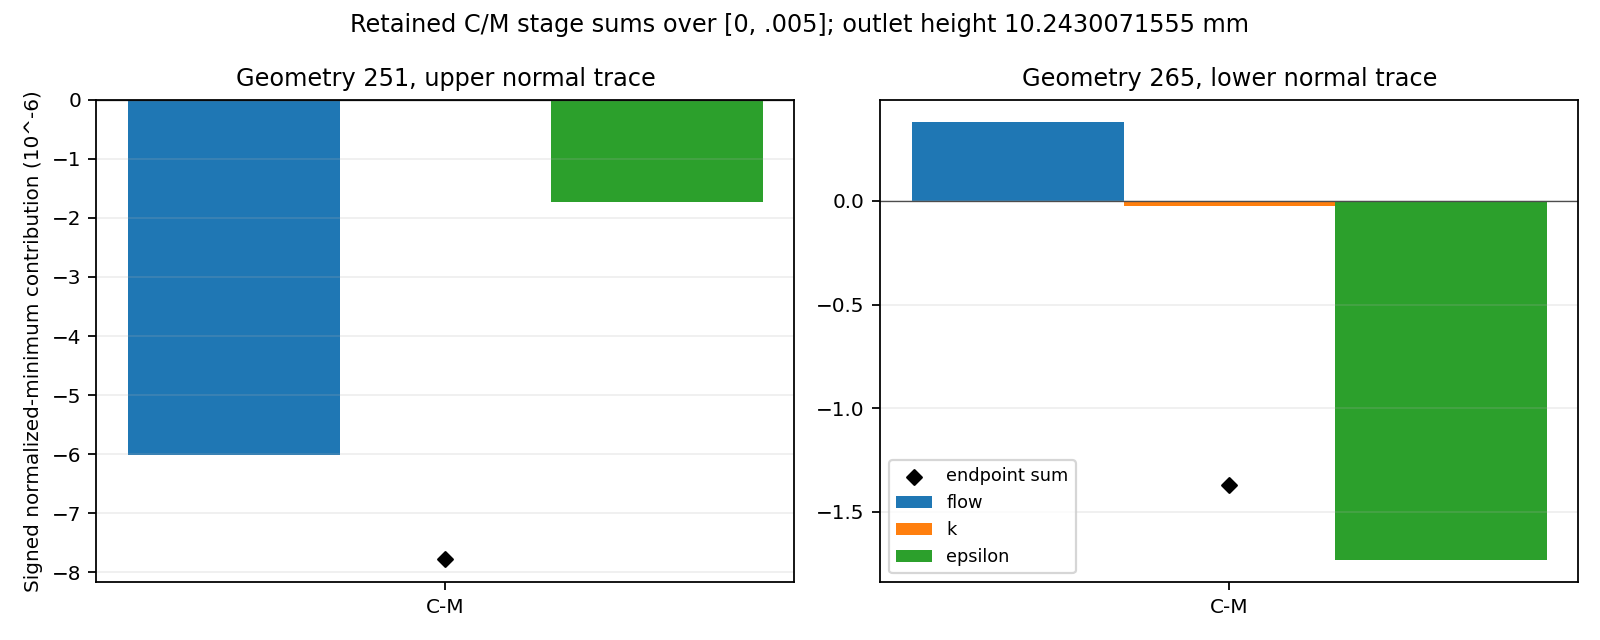 Retained C/M stage sums over [0, .005]; outlet height 10.2430071555 mm
Geometry 251, upper normal trace
Signed normalized-minimum contribution (10^-6)
0
−1
−2
−3
−4
−5
−6
−7
−8
C-M
Geometry 265, lower normal trace
0.0
−0.5
−1.0
−1.5
endpoint sum
flow
k
epsilon
C-M